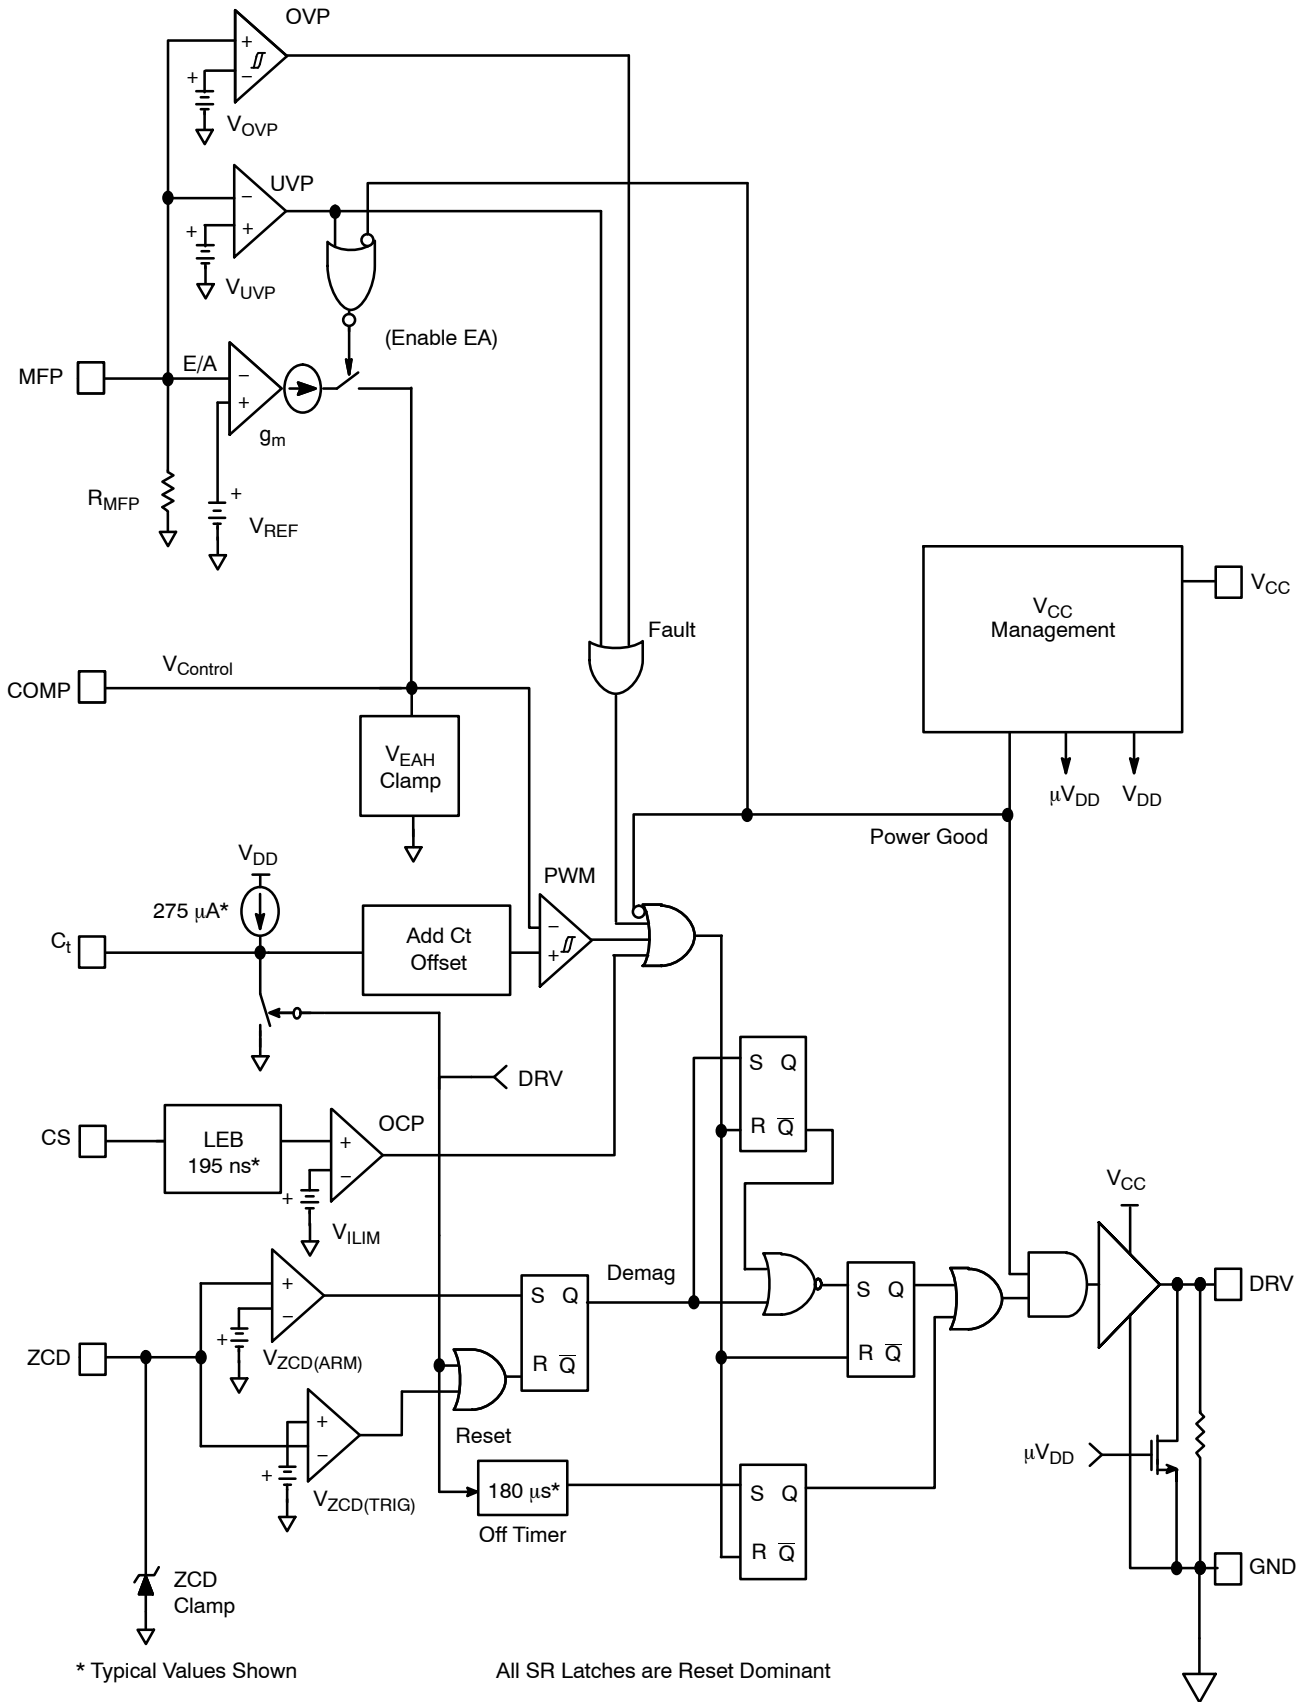 OVP
+
−
+
VOVP
UVP
−
+
+
VUVP
(Enable EA)
MFP
E/A
−
+
gm
RMFP
+
VREF
VCC
Management
VCC
Fault
VControl
COMP
VEAH
Clamp
μVDD
VDD
Power Good
VDD
275 μA*
PWM
Ct
Add Ct
Offset
−
+
DRV
S Q
R Q̅
CS
LEB
195 ns*
OCP
+
−
+
VILIM
VCC
Demag
+
−
+
VZCD(ARM)
S Q
R Q̅
S Q
R Q̅
DRV
ZCD
+
−
+
VZCD(TRIG)
Reset
180 μs*
Off Timer
S Q
R Q̅
μVDD
GND
ZCD
Clamp
* Typical Values Shown
All SR Latches are Reset Dominant